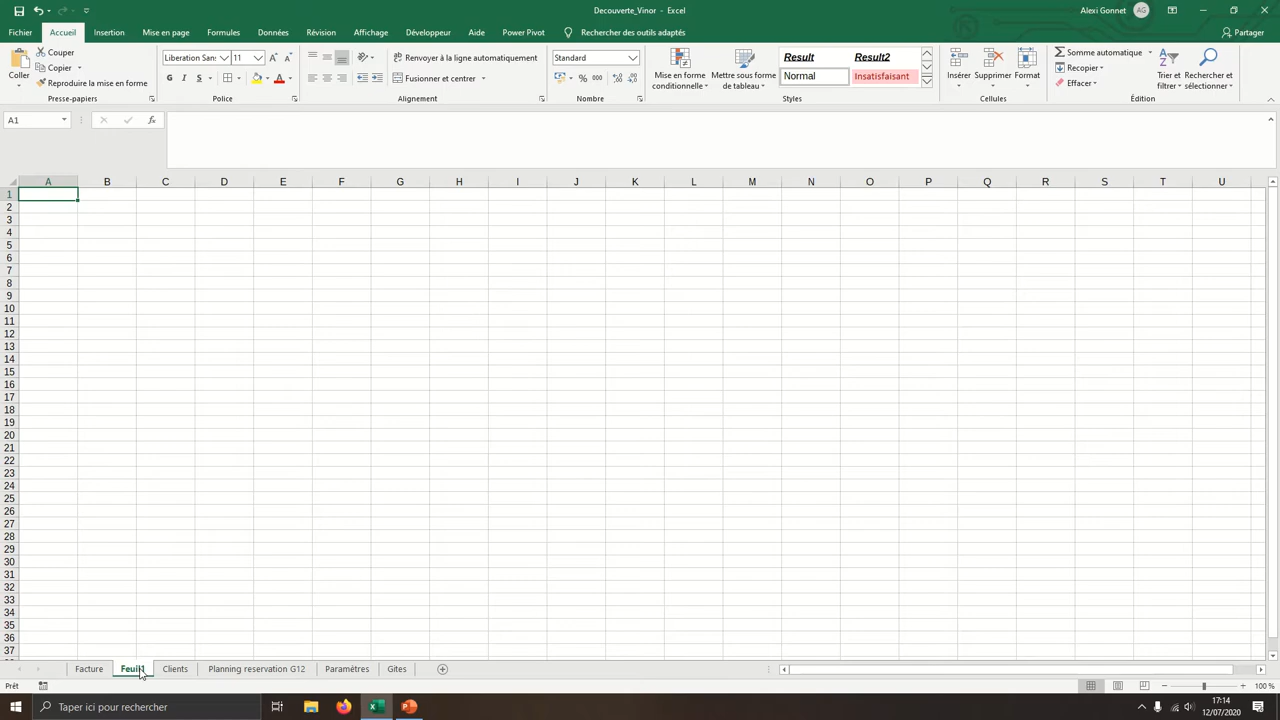 Decouverte_Vinor - Excel
Alexi Gonnet AG
Fichier Accueil Insertion Mise en page Formules Données Révision Affichage Développeur Aide Power Pivot Rechercher des outils adaptés Partager
Coller
Couper
Copier
Reproduire la mise en forme
Presse-papiers
Liberation Sans 11 A A
G I S A
Police
ab Renvoyer à la ligne automatiquement
Fusionner et centrer
Alignement
Standard
% 000
Nombre
Mise en forme conditionnelle
Mettre sous forme de tableau
Result Result2
Normal Insatisfaisant
Styles
Insérer Supprimer Format
Cellules
Somme automatique
Recopier
Effacer
Trier et filtrer
Rechercher et sélectionner
Édition
A1 fx
A B C D E F G H I J K L M N O P Q R S T U
1
2
3
4
5
6
7
8
9
10
11
12
13
14
15
16
17
18
19
20
21
22
23
24
25
26
27
28
29
30
31
32
33
34
35
36
37
Facture Feuil1 Clients Planning reservation G12 Paramètres Gites
Prêt 100 %
Taper ici pour rechercher
17:14
12/07/2020